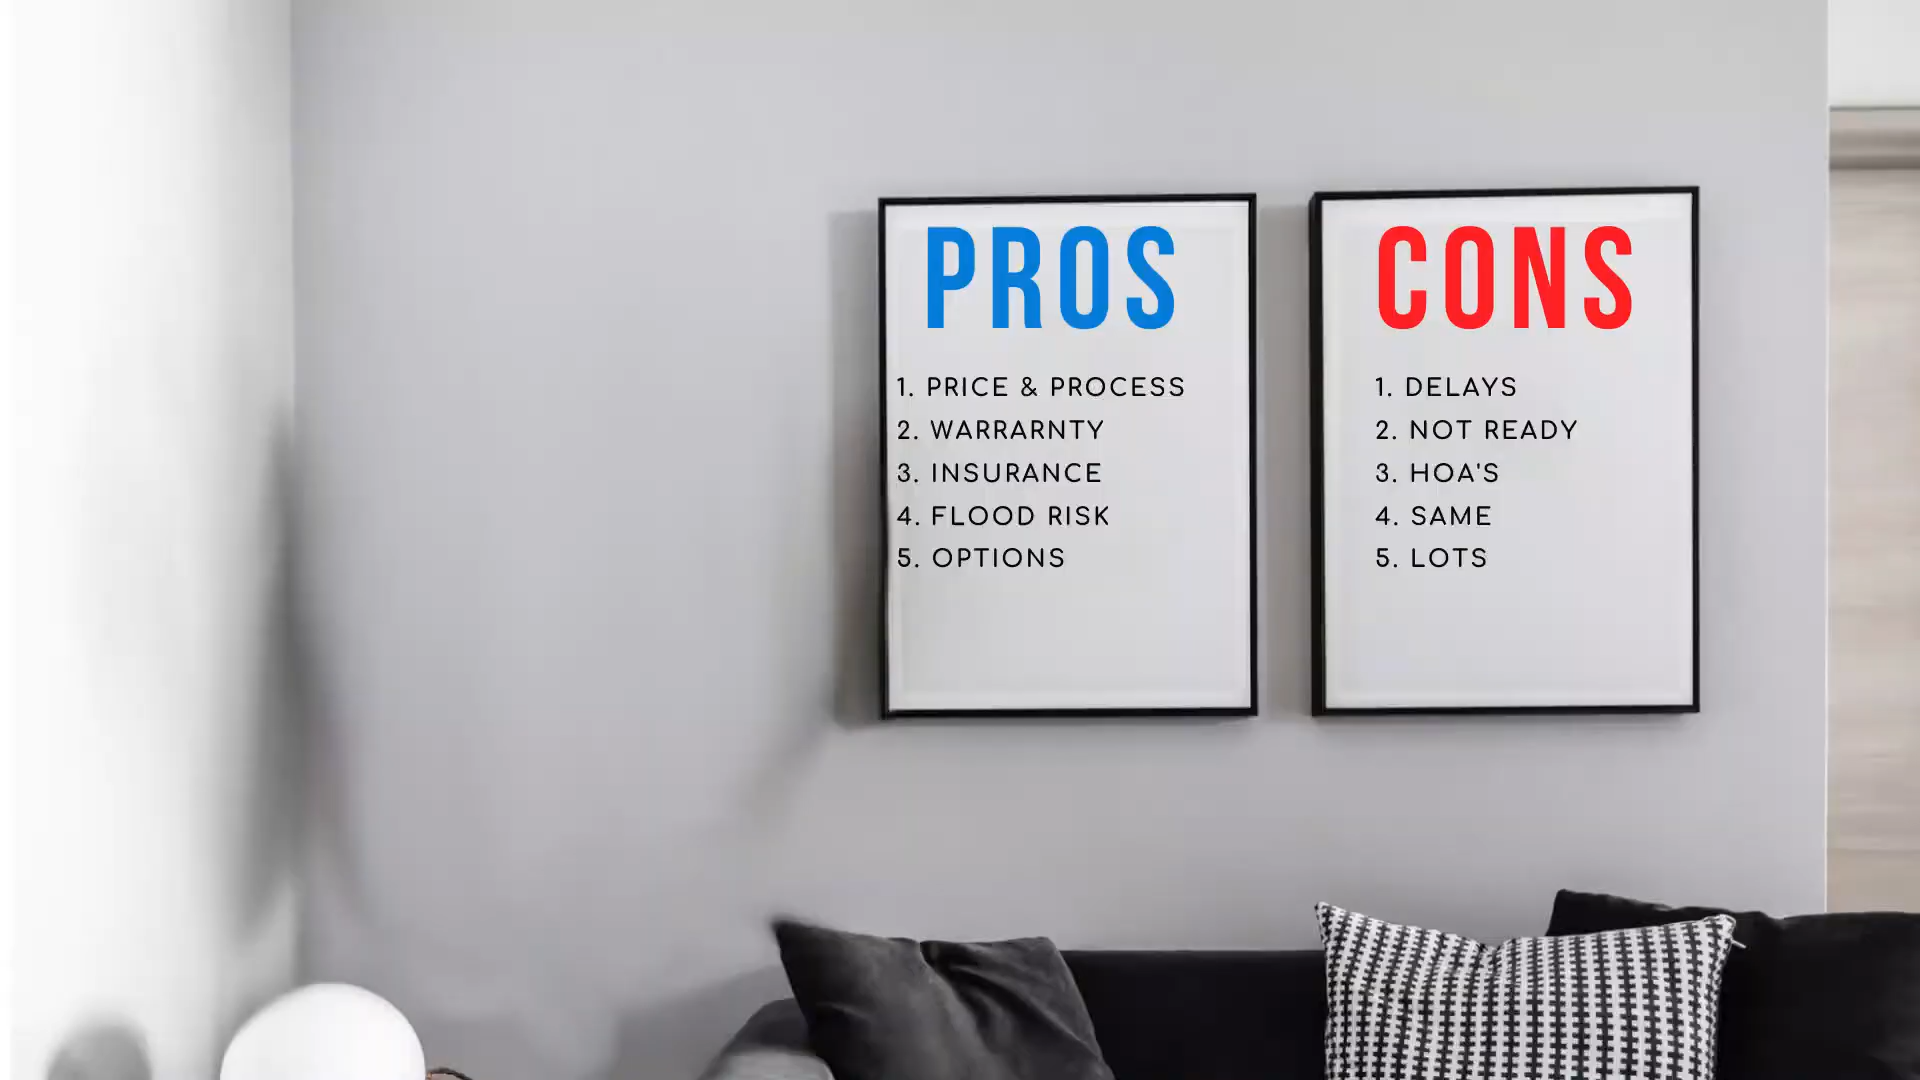 PROS
1. PRICE & PROCESS
2. WARRARNTY
3. INSURANCE
4. FLOOD RISK
5. OPTIONS
CONS
1. DELAYS
2. NOT READY
3. HOA'S
4. SAME
5. LOTS